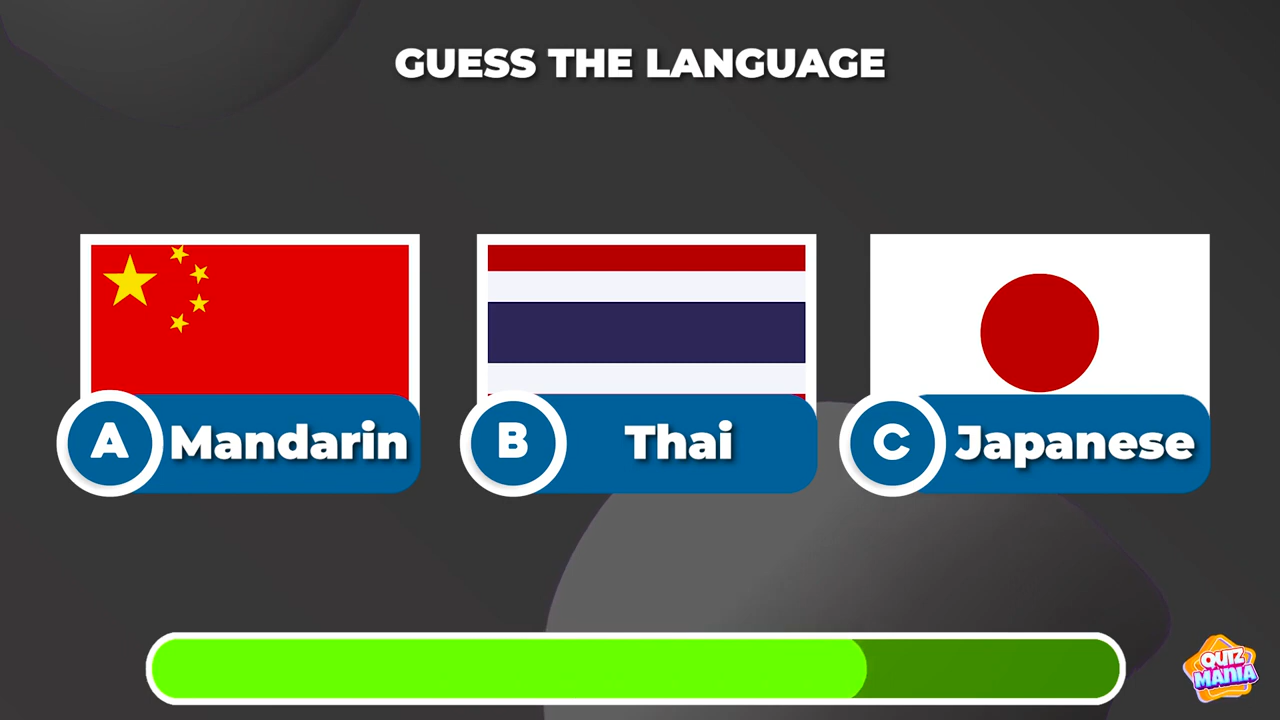 GUESS THE LANGUAGE
A Mandarin
B Thai
C Japanese
QUIZ
MANIA